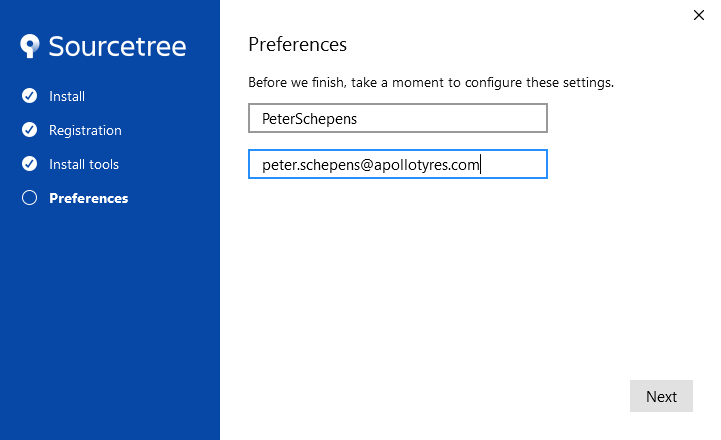 Sourcetree
Install
Registration
Install tools
Preferences
Preferences
Before we finish, take a moment to configure these settings.
PeterSchepens
peter.schepens@apollotyres.com
Next